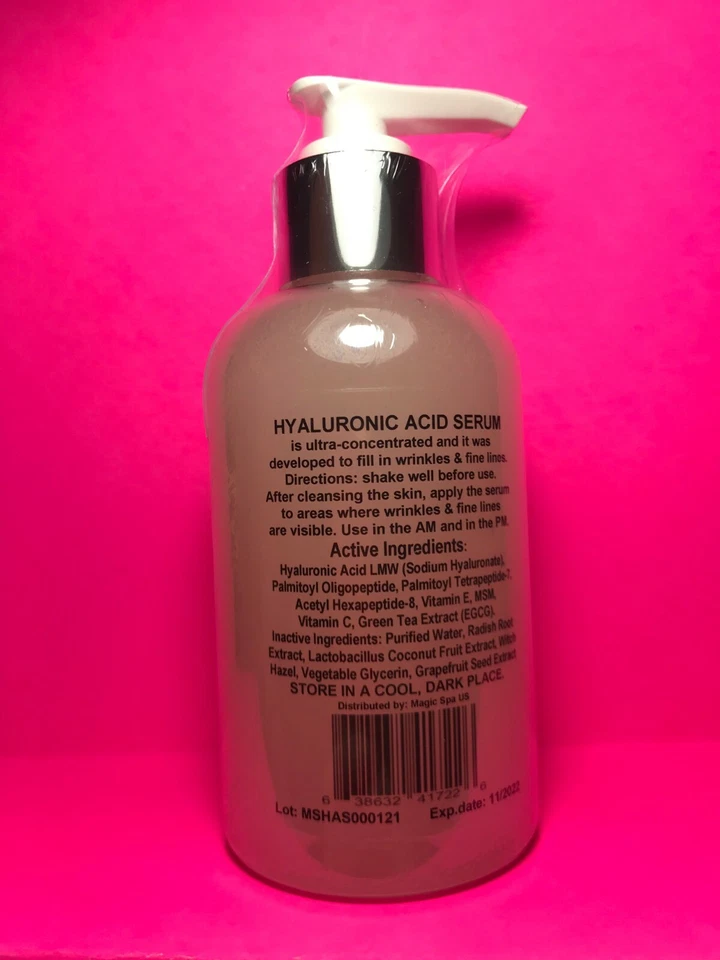 HYALURONIC ACID SERUM
is ultra-concentrated and it was
developed to fill in wrinkles & fine lines.
Directions: shake well before use.
After cleansing the skin, apply the serum
to areas where wrinkles & fine lines
are visible. Use in the AM and in the PM.
Active Ingredients:
Hyaluronic Acid LMW (Sodium Hyaluronate),
Palmitoyl Oligopeptide, Palmitoyl Tetrapeptide-7,
Acetyl Hexapeptide-8, Vitamin E, MSM,
Vitamin C, Green Tea Extract (EGCG).
Inactive Ingredients: Purified Water, Radish Root
Extract, Lactobacillus Coconut Fruit Extract, Witch
Hazel, Vegetable Glycerin, Grapefruit Seed Extract
STORE IN A COOL, DARK PLACE.
Distributed by: Magic Spa US
6 38632 41722 6
Lot: MSHAS000121 Exp.date: 11/2022